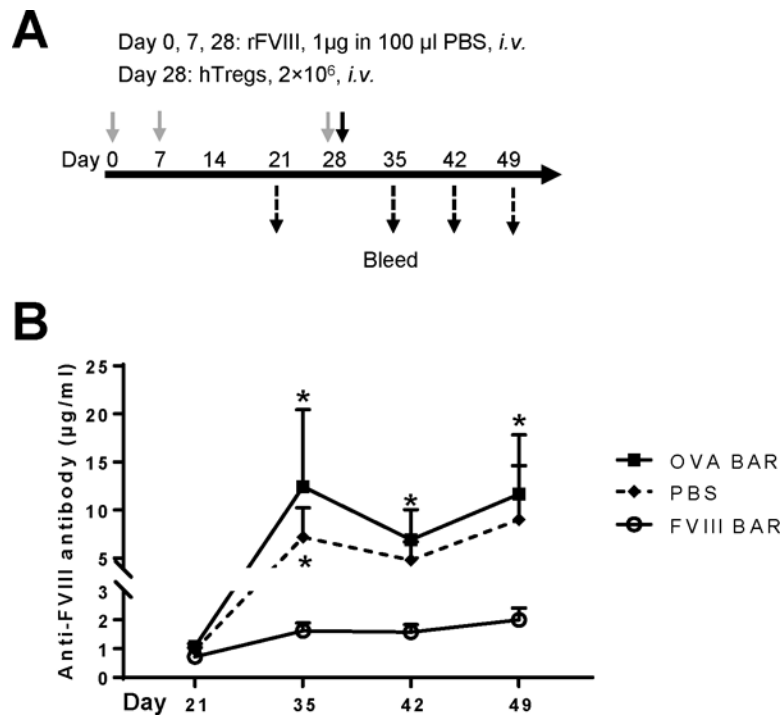 A
Day 0, 7, 28: rFVIII, 1µg in 100 µl PBS, i.v.
Day 28: hTregs, 2×10⁶, i.v.
Day 0 7 14 21 28 35 42 49
Bleed
B
Anti-FVIII antibody (µg/ml)
25
20
15
10
5
3
2
1
0
* * * *
OVA BAR
PBS
FVIII BAR
Day 21 35 42 49